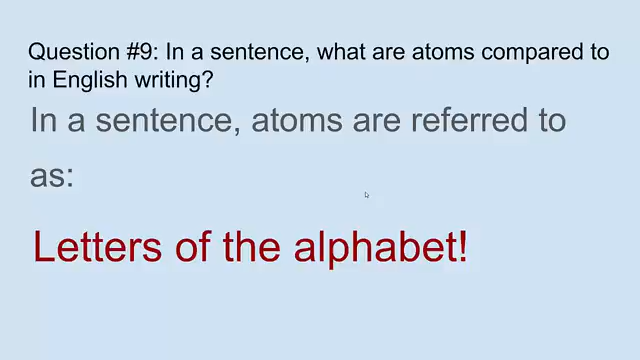 Question #9: In a sentence, what are atoms compared to
in English writing?
In a sentence, atoms are referred to
as:
Letters of the alphabet!